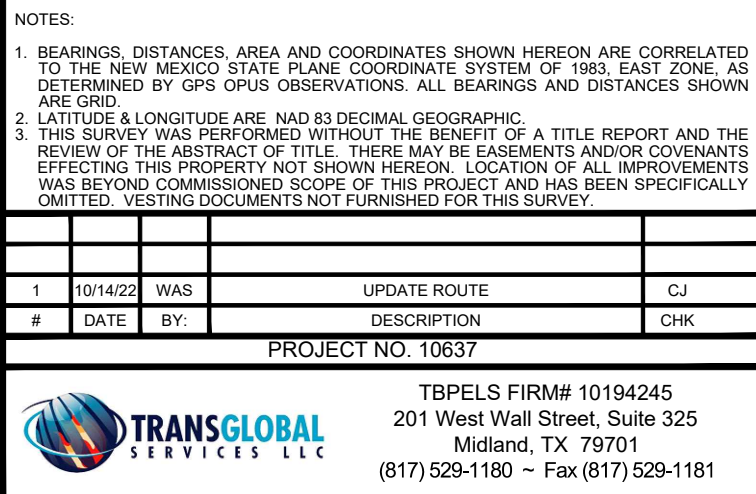 NOTES:
1. BEARINGS, DISTANCES, AREA AND COORDINATES SHOWN HEREON ARE CORRELATED
TO THE NEW MEXICO STATE PLANE COORDINATE SYSTEM OF 1983, EAST ZONE, AS
DETERMINED BY GPS OPUS OBSERVATIONS. ALL BEARINGS AND DISTANCES SHOWN
ARE GRID.
2. LATITUDE & LONGITUDE ARE NAD 83 DECIMAL GEOGRAPHIC.
3. THIS SURVEY WAS PERFORMED WITHOUT THE BENEFIT OF A TITLE REPORT AND THE
REVIEW OF THE ABSTRACT OF TITLE. THERE MAY BE EASEMENTS AND/OR COVENANTS
EFFECTING THIS PROPERTY NOT SHOWN HEREON. LOCATION OF ALL IMPROVEMENTS
WAS BEYOND COMMISSIONED SCOPE OF THIS PROJECT AND HAS BEEN SPECIFICALLY
OMITTED. VESTING DOCUMENTS NOT FURNISHED FOR THIS SURVEY.
1 10/14/22 WAS UPDATE ROUTE CJ
# DATE BY: DESCRIPTION CHK
PROJECT NO. 10637
TRANSGLOBAL
SERVICES LLC
TBPELS FIRM# 10194245
201 West Wall Street, Suite 325
Midland, TX 79701
(817) 529-1180 ~ Fax (817) 529-1181